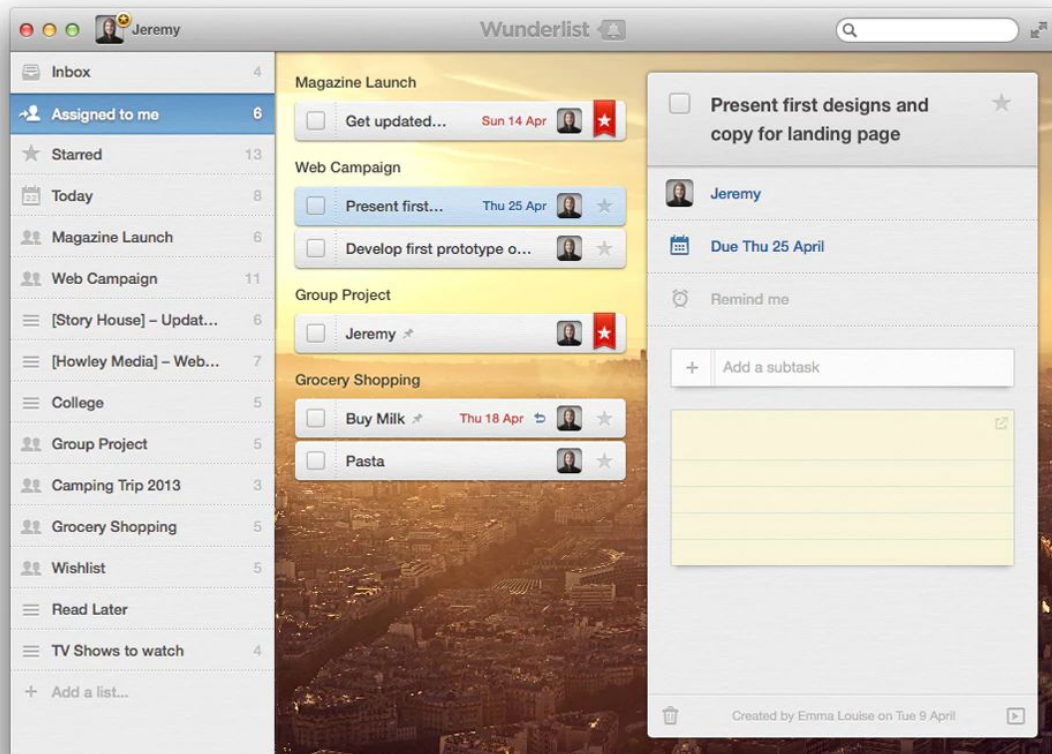 Jeremy
Wunderlist
Inbox 4
Assigned to me 6
Starred 13
23 Today 8
Magazine Launch 6
Web Campaign 11
[Story House] – Updat... 6
[Howley Media] – Web... 7
College 5
Group Project 5
Camping Trip 2013 3
Grocery Shopping 5
Wishlist 5
Read Later
TV Shows to watch 4
+ Add a list...
Magazine Launch
Get updated... Sun 14 Apr
Web Campaign
Present first... Thu 25 Apr
Develop first prototype o...
Group Project
Jeremy
Grocery Shopping
Buy Milk Thu 18 Apr
Pasta
Present first designs and
copy for landing page
Jeremy
Due Thu 25 April
Remind me
+ Add a subtask
Created by Emma Louise on Tue 9 April